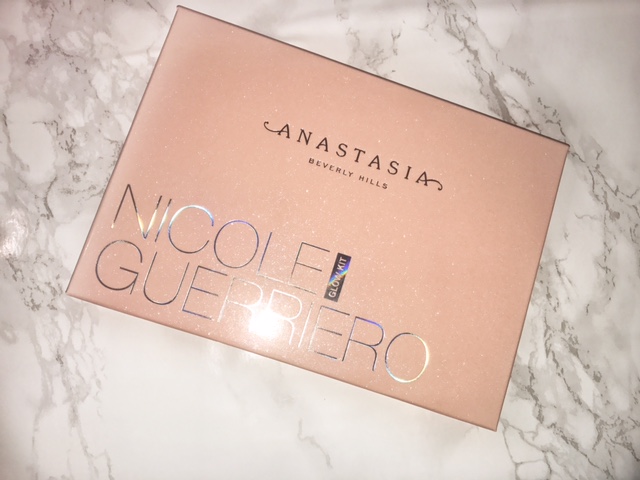 ANASTASIA
BEVERLY HILLS
NICOLE
GUERRIERO
GLOW KIT